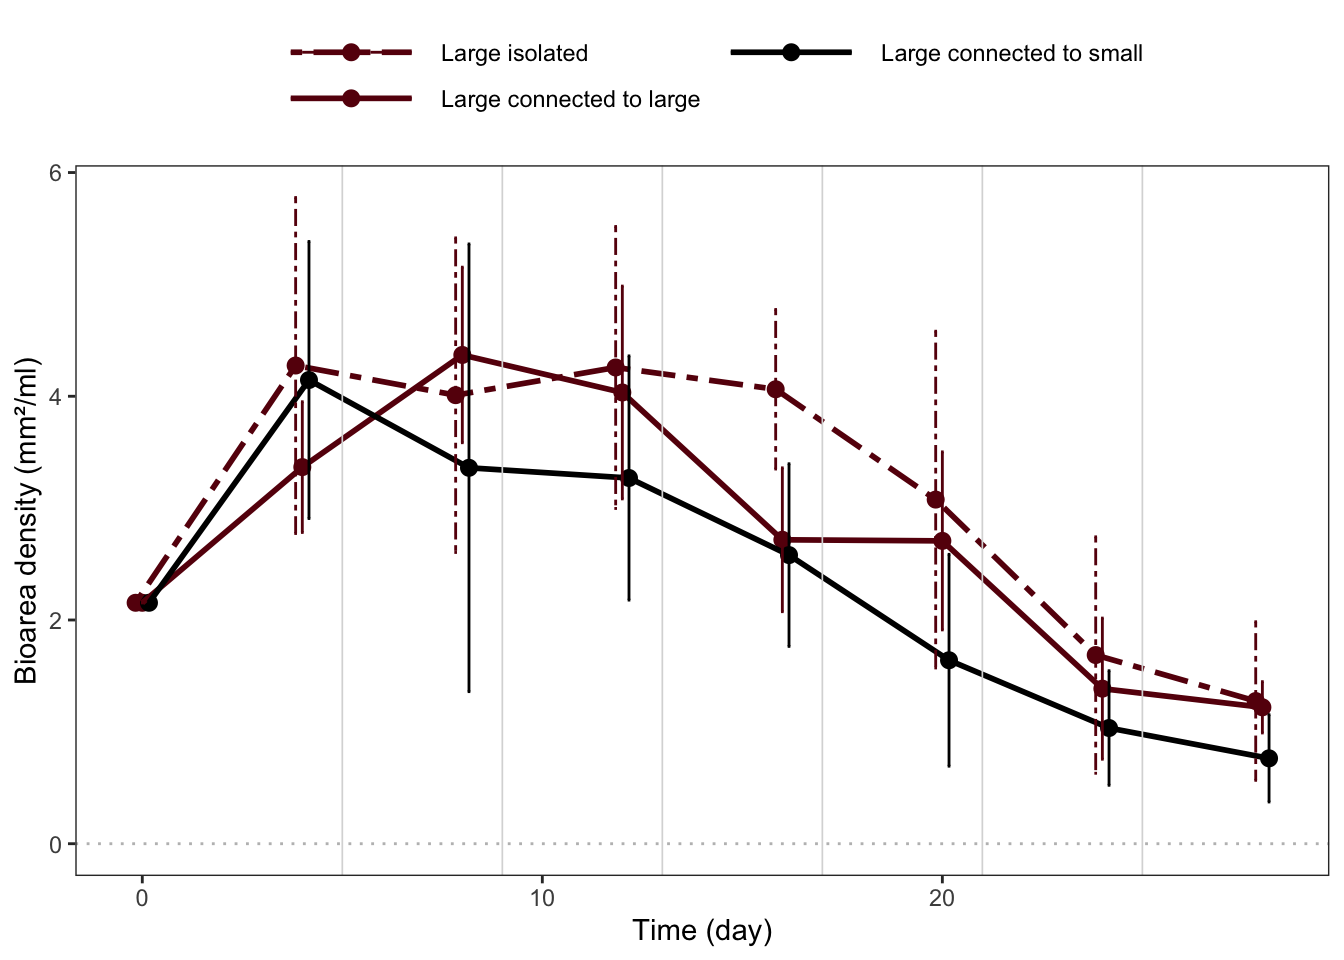 Large isolated
Large connected to small
Large connected to large
6
4
2
0
Bioarea density (mm²/ml)
0
10
20
Time (day)